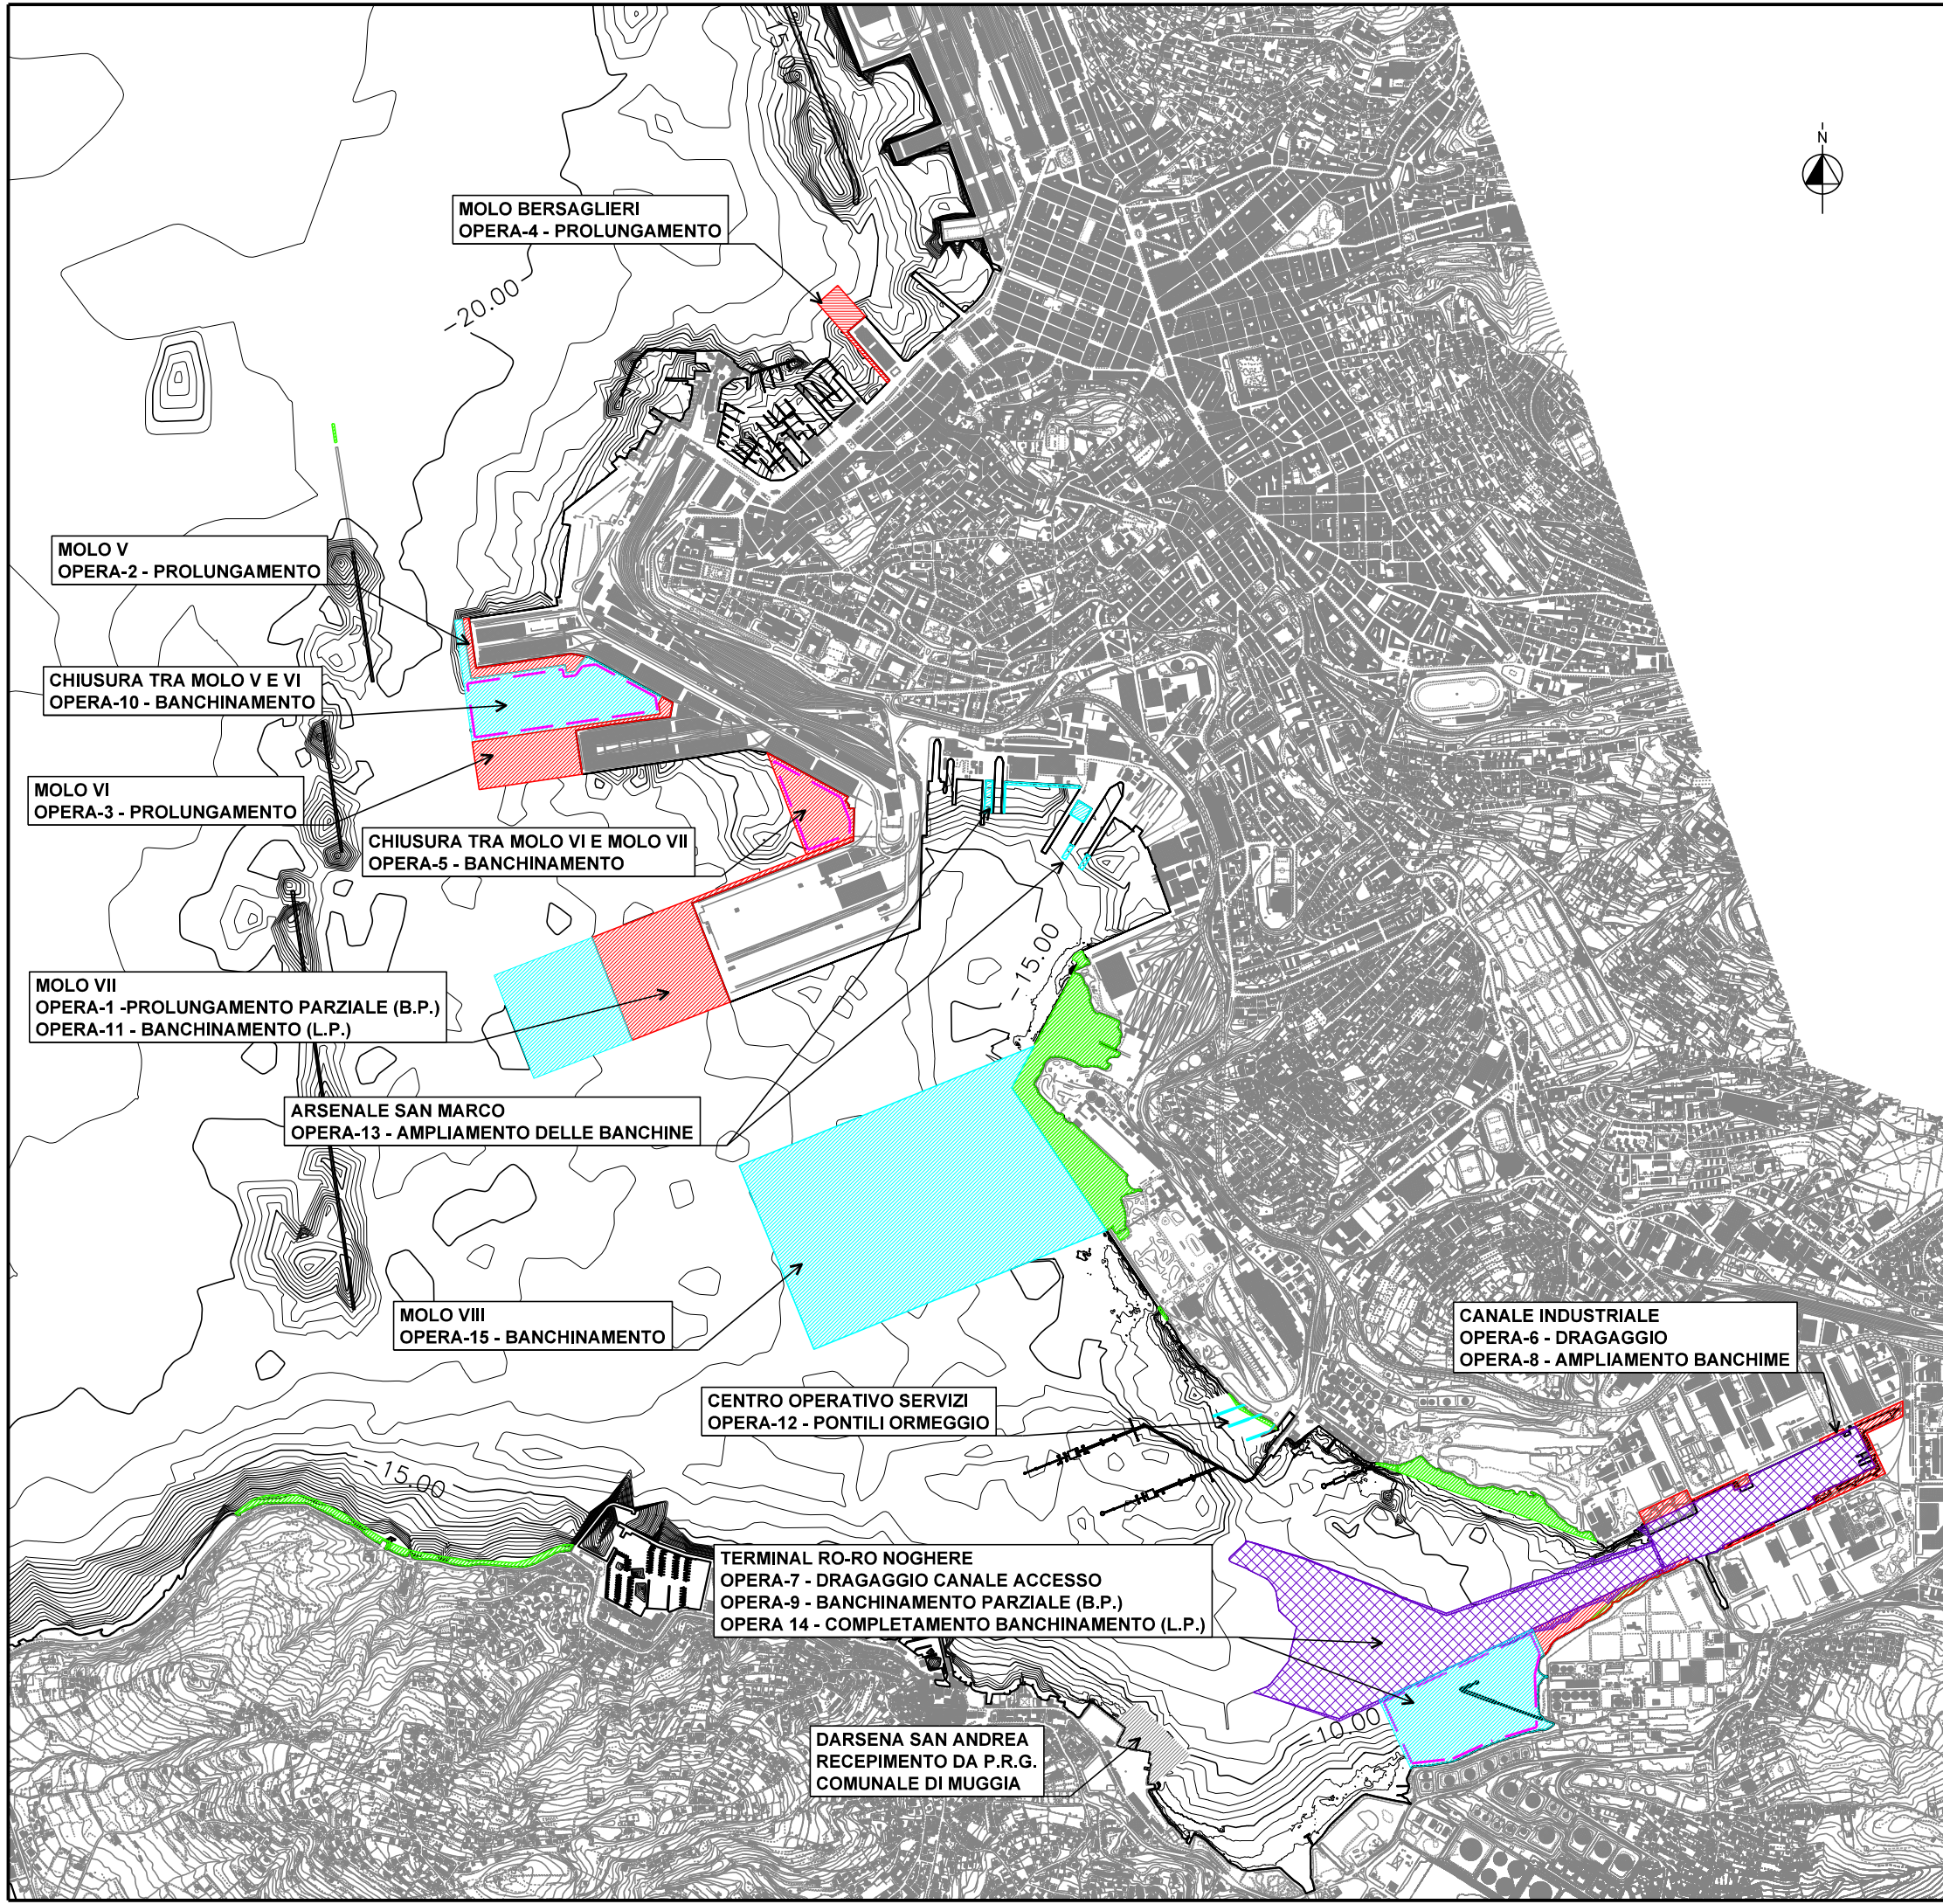 N
MOLO BERSAGLIERI
OPERA-4 - PROLUNGAMENTO
-20.00
MOLO V
OPERA-2 - PROLUNGAMENTO
CHIUSURA TRA MOLO V E VI
OPERA-10 - BANCHINAMENTO
MOLO VI
OPERA-3 - PROLUNGAMENTO
CHIUSURA TRA MOLO VI E MOLO VII
OPERA-5 - BANCHINAMENTO
-15.00
MOLO VII
OPERA-1 -PROLUNGAMENTO PARZIALE (B.P.)
OPERA-11 - BANCHINAMENTO (L.P.)
ARSENALE SAN MARCO
OPERA-13 - AMPLIAMENTO DELLE BANCHINE
MOLO VIII
OPERA-15 - BANCHINAMENTO
CANALE INDUSTRIALE
OPERA-6 - DRAGAGGIO
OPERA-8 - AMPLIAMENTO BANCHIME
CENTRO OPERATIVO SERVIZI
OPERA-12 - PONTILI ORMEGGIO
-15.00
TERMINAL RO-RO NOGHERE
OPERA-7 - DRAGAGGIO CANALE ACCESSO
OPERA-9 - BANCHINAMENTO PARZIALE (B.P.)
OPERA 14 - COMPLETAMENTO BANCHINAMENTO (L.P.)
-10.00
DARSENA SAN ANDREA
RECEPIMENTO DA P.R.G.
COMUNALE DI MUGGIA